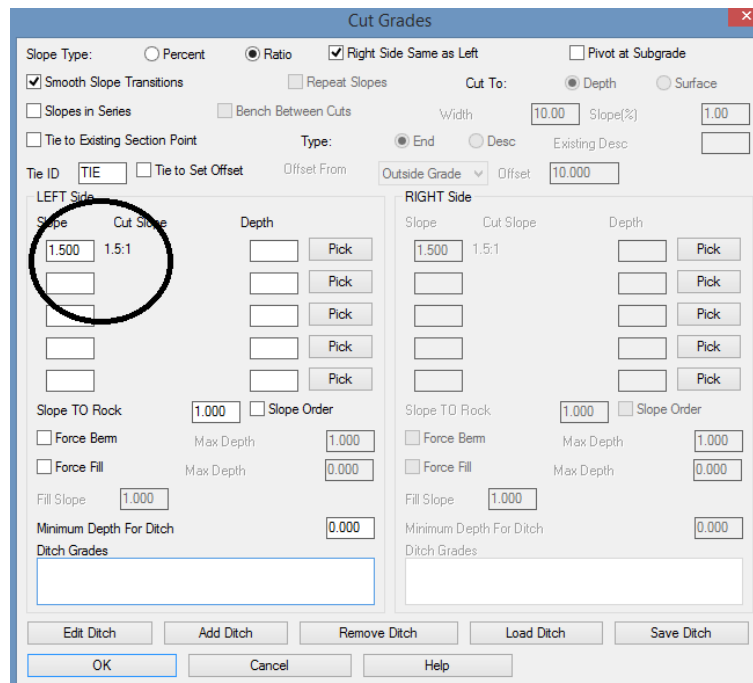 Cut Grades
Slope Type: Percent Ratio Right Side Same as Left Pivot at Subgrade
Smooth Slope Transitions Repeat Slopes Cut To: Depth Surface
Slopes in Series Bench Between Cuts Width 10.00 Slope(%) 1.00
Tie to Existing Section Point Type: End Desc Existing Desc
Tie ID TIE Tie to Set Offset Offset From Outside Grade Offset 10.000
LEFT Side RIGHT Side
Slope Cut Slope Depth Slope Cut Slope Depth
1.500 1.5:1 Pick 1.500 1.5:1 Pick
Pick Pick
Pick Pick
Pick Pick
Pick Pick
Slope TO Rock 1.000 Slope Order Slope TO Rock 1.000 Slope Order
Force Berm Max Depth 1.000 Force Berm Max Depth 1.000
Force Fill Max Depth 0.000 Force Fill Max Depth 0.000
Fill Slope 1.000 Fill Slope 1.000
Minimum Depth For Ditch 0.000 Minimum Depth For Ditch 0.000
Ditch Grades Ditch Grades
Edit Ditch Add Ditch Remove Ditch Load Ditch Save Ditch
OK Cancel Help